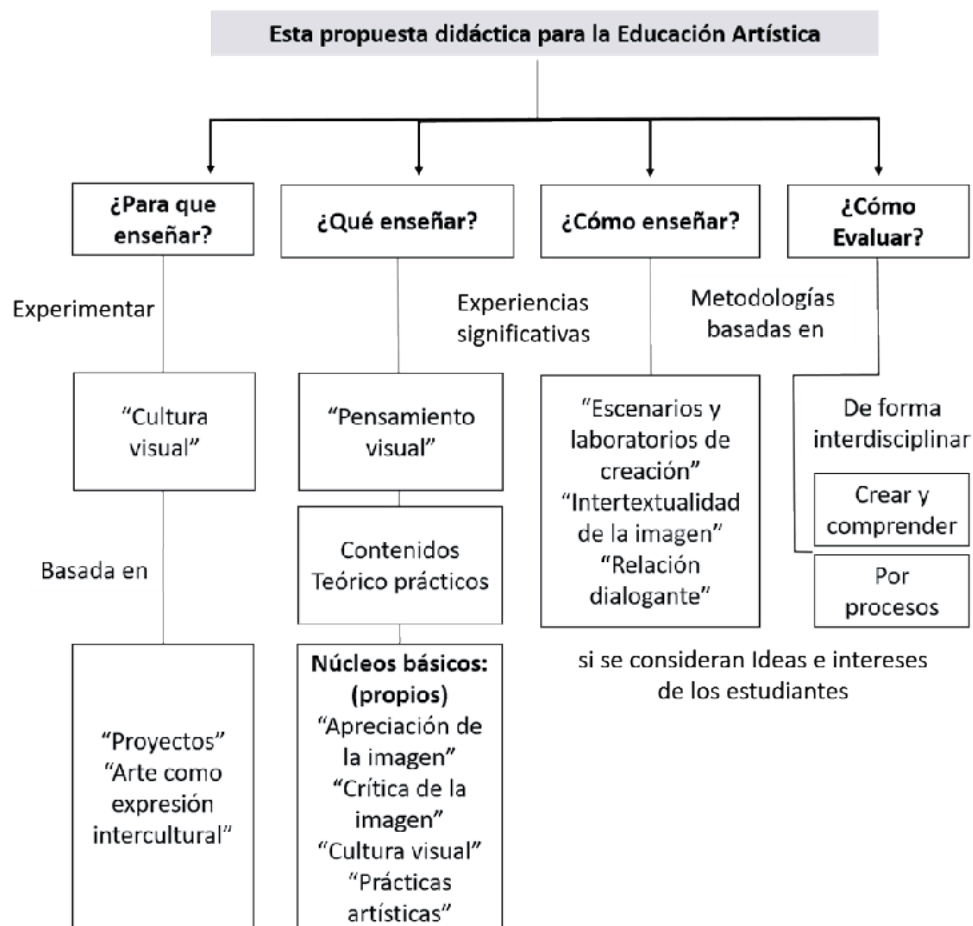 Esta propuesta didáctica para la Educación Artística
¿Para que
enseñar?
Experimentar
"Cultura
visual"
Basada en
"Proyectos"
"Arte como
expresión
intercultural"
¿Qué enseñar?
"Pensamiento
visual"
Contenidos
Teórico prácticos
Núcleos básicos:
(propios)
"Apreciación de
la imagen"
"Crítica de la
imagen"
"Cultura visual"
"Prácticas
artísticas"
¿Cómo enseñar?
Experiencias
significativas
"Escenarios y
laboratorios de
creación"
"Intertextualidad
de la imagen"
"Relación
dialogante"
¿Cómo
Evaluar?
Metodologías
basadas en
De forma
interdisciplinar
Crear y
comprender
Por
procesos
si se consideran Ideas e intereses
de los estudiantes